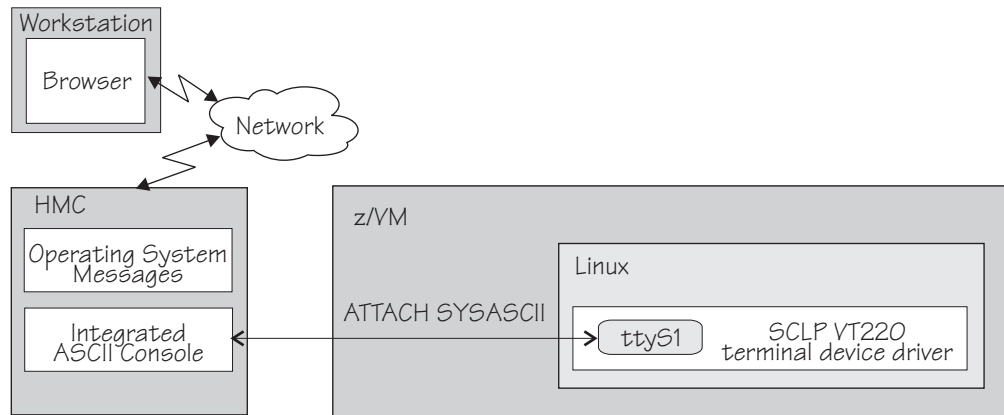 Workstation
Browser
Network
HMC
Operating System
Messages
Integrated
ASCII Console
z/VM
ATTACH SYSASCII
Linux
ttyS1
SCLP VT220
terminal device driver